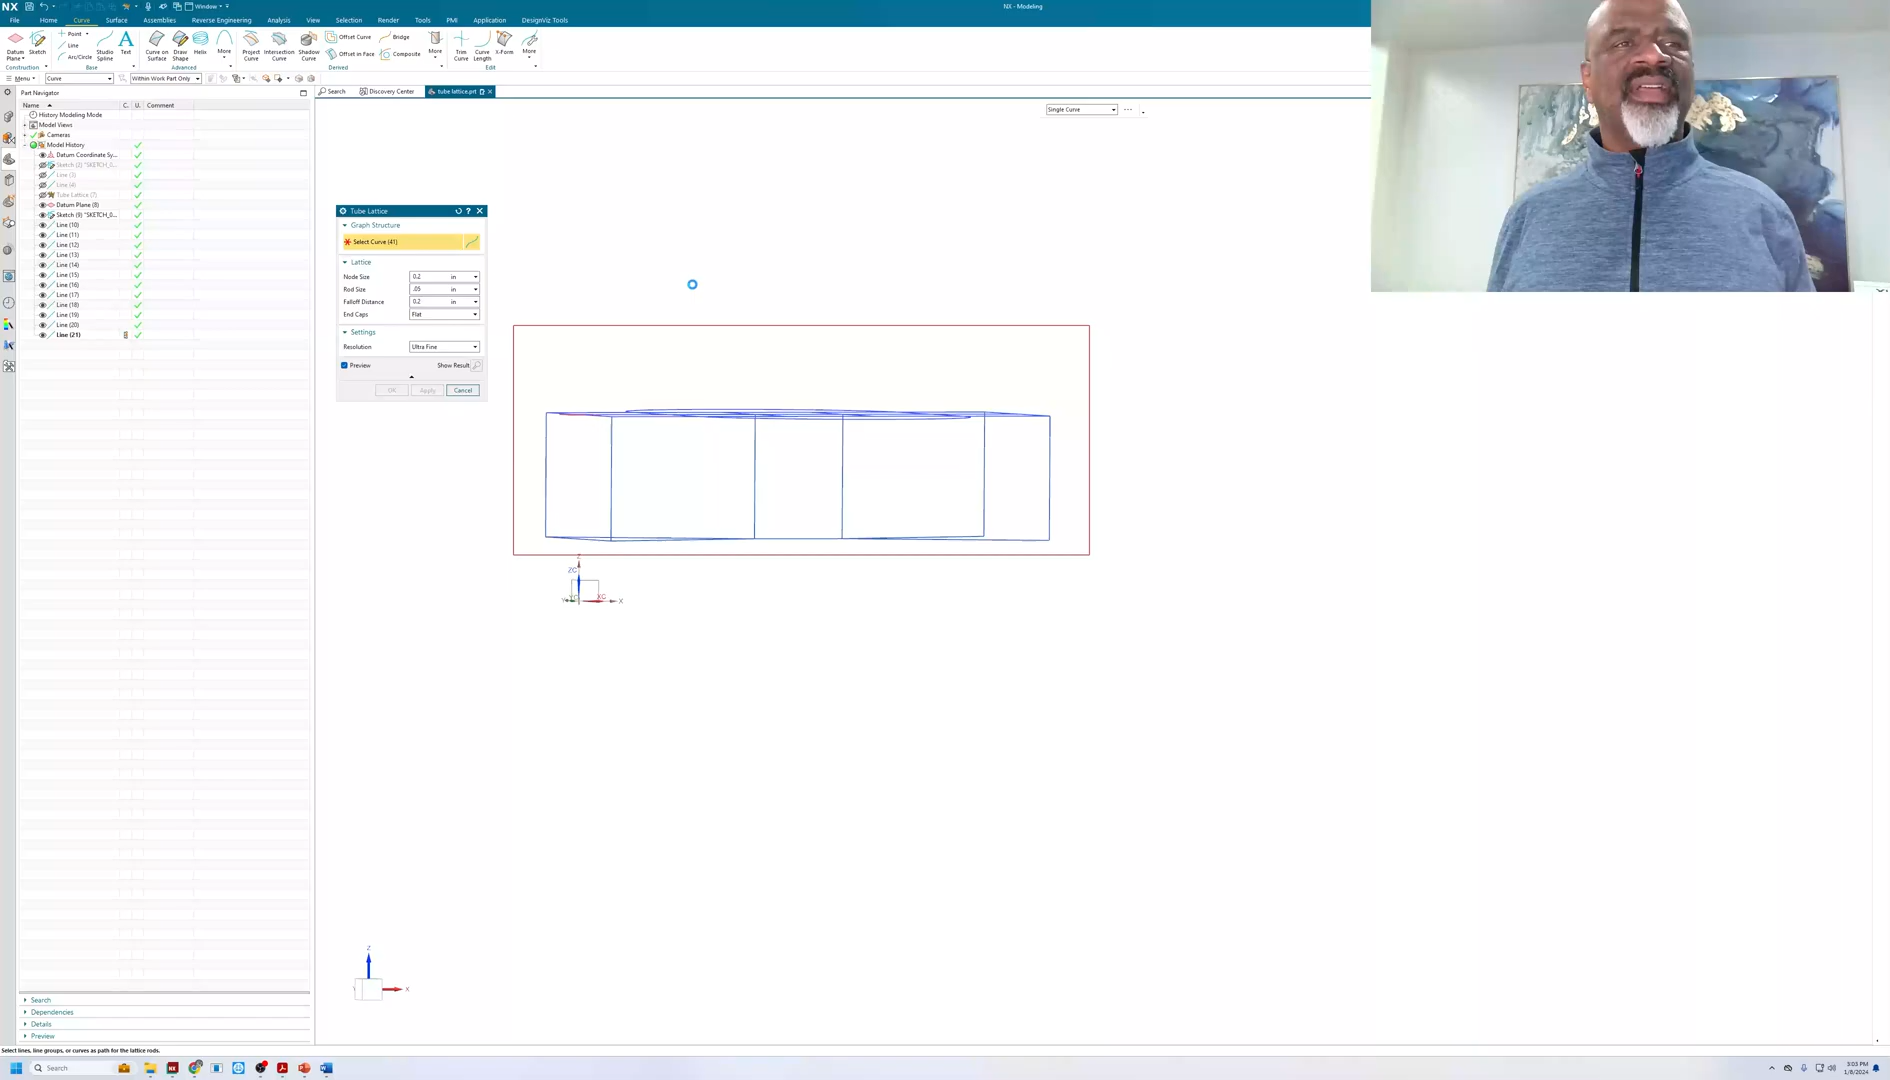 NX
Window
NX - Modeling
File Home Curve Surface Assemblies Reverse Engineering Analysis View Selection Render Tools PMI Application DesignViz Tools
Datum Plane
Sketch
Point
Line
Arc/Circle
Studio Spline
Text
Curve on Surface
Draw Shape
Helix
More
Project Curve
Intersection Curve
Shadow Curve
Offset Curve
Bridge
Offset in Face
Composite
More
Trim Curve
Curve Length
X-Form
More
Construction
Base
Advanced
Derived
Edit
Menu
Curve
Within Work Part Only
Part Navigator
Name C. U. Comment
History Modeling Mode
Model Views
Cameras
Model History
Datum Coordinate Sy...
Sketch (2) "SKETCH_0...
Line (3)
Line (4)
Tube Lattice (7)
Datum Plane (8)
Sketch (9) "SKETCH_0...
Line (10)
Line (11)
Line (12)
Line (13)
Line (14)
Line (15)
Line (16)
Line (17)
Line (18)
Line (19)
Line (20)
Line (21)
Search
Discovery Center
tube lattice.prt
Single Curve
Tube Lattice
Graph Structure
Select Curve (41)
Lattice
Node Size 0.2 in
Rod Size .05 in
Falloff Distance 0.2 in
End Caps Flat
Settings
Resolution Ultra Fine
Preview Show Result
OK Apply Cancel
Z
ZC
YC
XC
X
Z
X
Search
Dependencies
Details
Preview
Select lines, line groups, or curves as path for the lattice rods.
Search
3:03 PM
1/8/2024